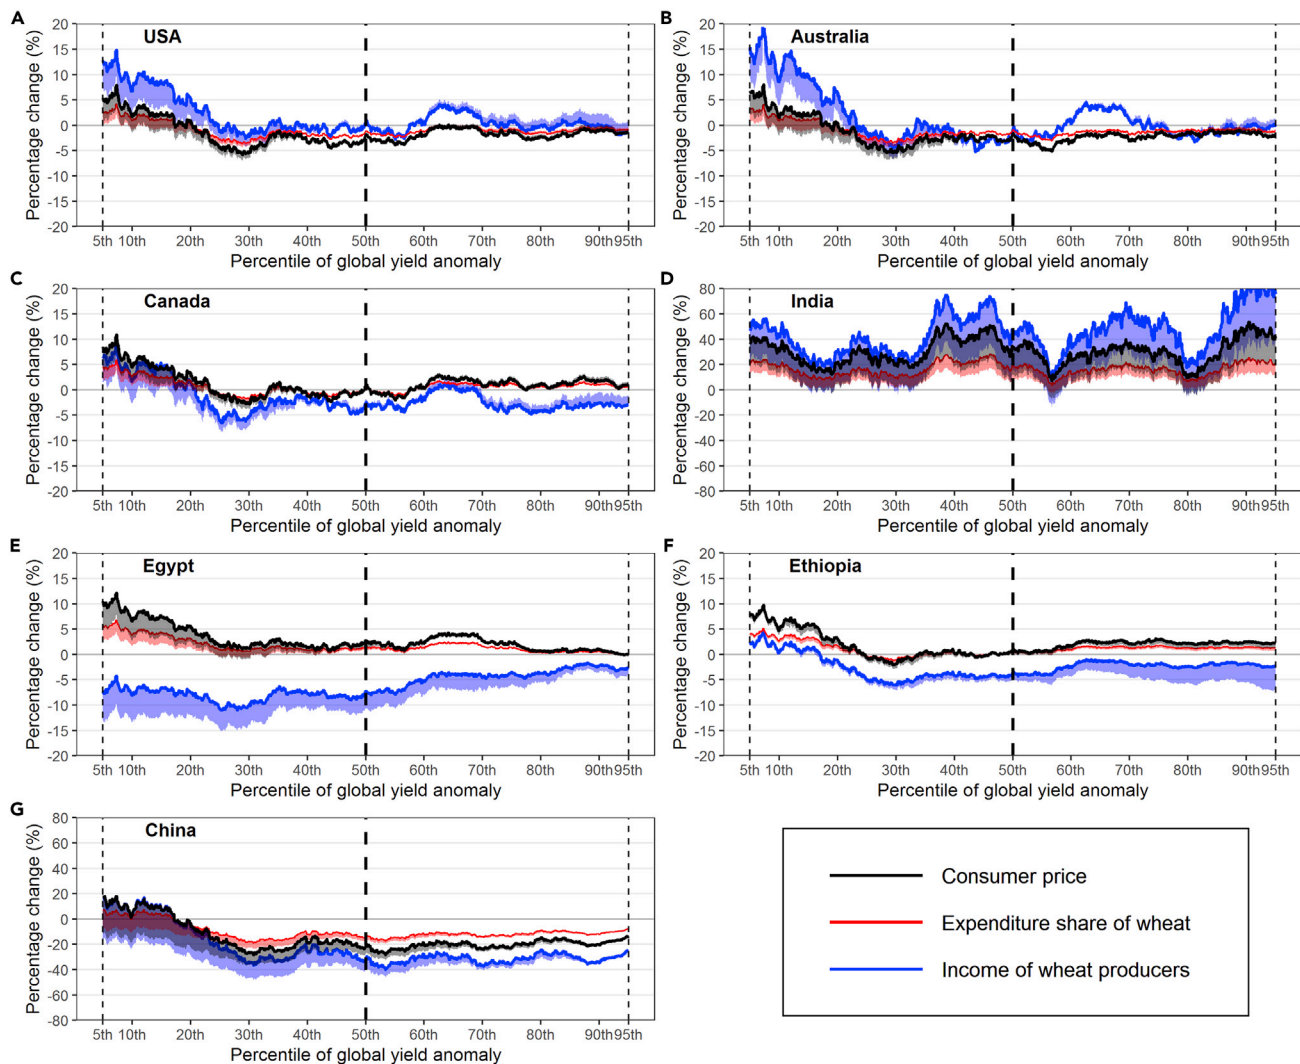 A
USA
Percentage change (%)
20
15
10
5
0
-5
-10
-15
-20
5th 10th 20th 30th 40th 50th 60th 70th 80th 90th 95th
Percentile of global yield anomaly
B
Australia
Percentage change (%)
20
15
10
5
0
-5
-10
-15
-20
5th 10th 20th 30th 40th 50th 60th 70th 80th 90th 95th
Percentile of global yield anomaly
C
Canada
Percentage change (%)
20
15
10
5
0
-5
-10
-15
-20
5th 10th 20th 30th 40th 50th 60th 70th 80th 90th 95th
Percentile of global yield anomaly
D
India
Percentage change (%)
80
60
40
20
0
-20
-40
-60
-80
5th 10th 20th 30th 40th 50th 60th 70th 80th 90th 95th
Percentile of global yield anomaly
E
Egypt
Percentage change (%)
20
15
10
5
0
-5
-10
-15
-20
5th 10th 20th 30th 40th 50th 60th 70th 80th 90th 95th
Percentile of global yield anomaly
F
Ethiopia
Percentage change (%)
20
15
10
5
0
-5
-10
-15
-20
5th 10th 20th 30th 40th 50th 60th 70th 80th 90th 95th
Percentile of global yield anomaly
G
China
Percentage change (%)
80
60
40
20
0
-20
-40
-60
-80
5th 10th 20th 30th 40th 50th 60th 70th 80th 90th 95th
Percentile of global yield anomaly
Consumer price
Expenditure share of wheat
Income of wheat producers